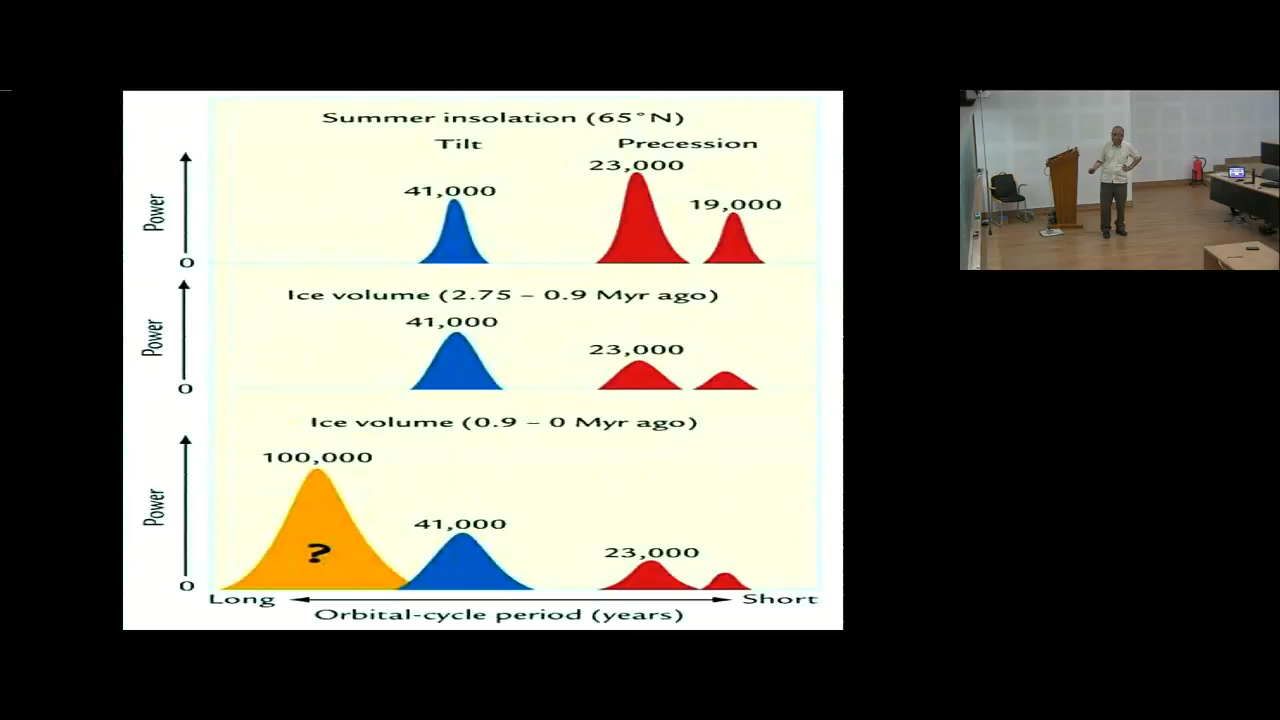 Summer insolation (65°N)
Tilt Precession
23,000
41,000
19,000
Power
0
Ice volume (2.75 – 0.9 Myr ago)
41,000
23,000
Power
0
Ice volume (0.9 – 0 Myr ago)
100,000
41,000
23,000
Power
?
0
Long Short
Orbital-cycle period (years)